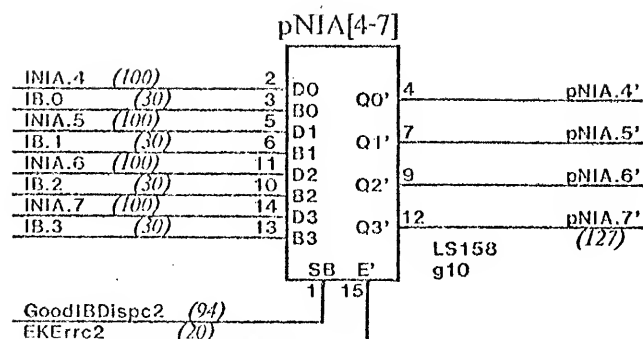 pNIA[4-7]
INIA.4 (100) 2 D0
IB.0 (30) 3 B0
INIA.5 (100) 5 D1
IB.1 (30) 6 B1
INIA.6 (100) 11 D2
IB.2 (30) 10 B2
INIA.7 (100) 14 D3
IB.3 (30) 13 B3
Q0' 4 pNIA.4'
Q1' 7 pNIA.5'
Q2' 9 pNIA.6'
Q3' 12 pNIA.7'
(127)
LS158
g10
SB E'
1 15
GoodIBDispc2 (94)
EKErrc2 (20)